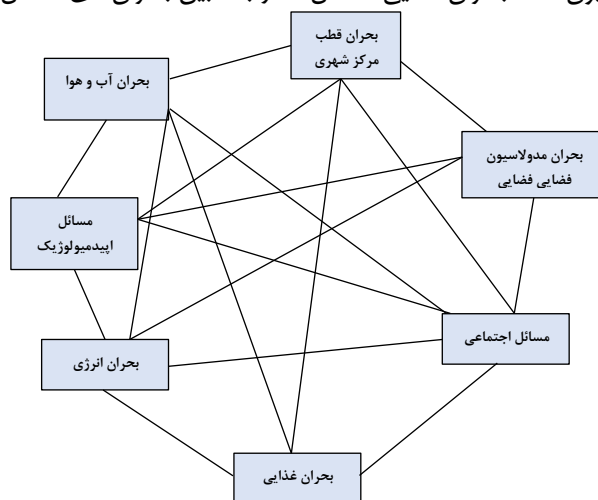 بحران قطب
مرکز شهری
بحران آب و هوا
بحران مدولاسیون
فضایی فضایی
مسائل
اپیدمیولوژیک
مسائل اجتماعی
بحران انرژی
بحران غذایی